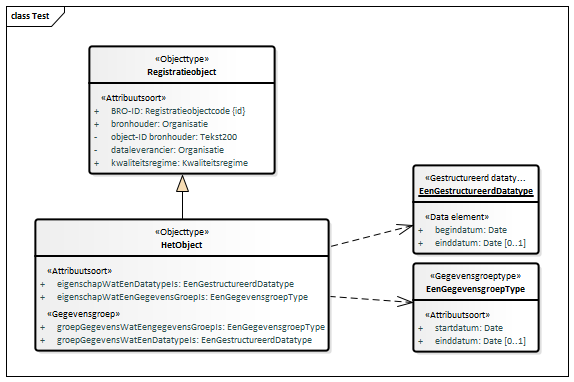 class Test
«Objecttype»
Registratieobject
«Attribuutsoort»
+ BRO-ID: Registratieobjectcode {id}
+ bronhouder: Organisatie
- object-ID bronhouder: Tekst200
- dataleverancier: Organisatie
+ kwaliteitsregime: Kwaliteitsregime
«Objecttype»
HetObject
«Attribuutsoort»
+ eigenschapWatEenDatatypeIs: EenGestructureerdDatatype
+ eigenschapWatEenGegevensGroepIs: EenGegevensgroepType
«Gegevensgroep»
+ groepGegevensWatEengegevensGroepIs: EenGegevensgroepType
+ groepGegevensWatEenDatatypeIs: EenGestructureerdDatatype
«Gestructureerd dataty...
EenGestructureerdDatatype
«Data element»
+ begindatum: Date
+ einddatum: Date [0..1]
«Gegevensgroeptype»
EenGegevensgroepType
«Attribuutsoort»
+ startdatum: Date
+ einddatum: Date [0..1]